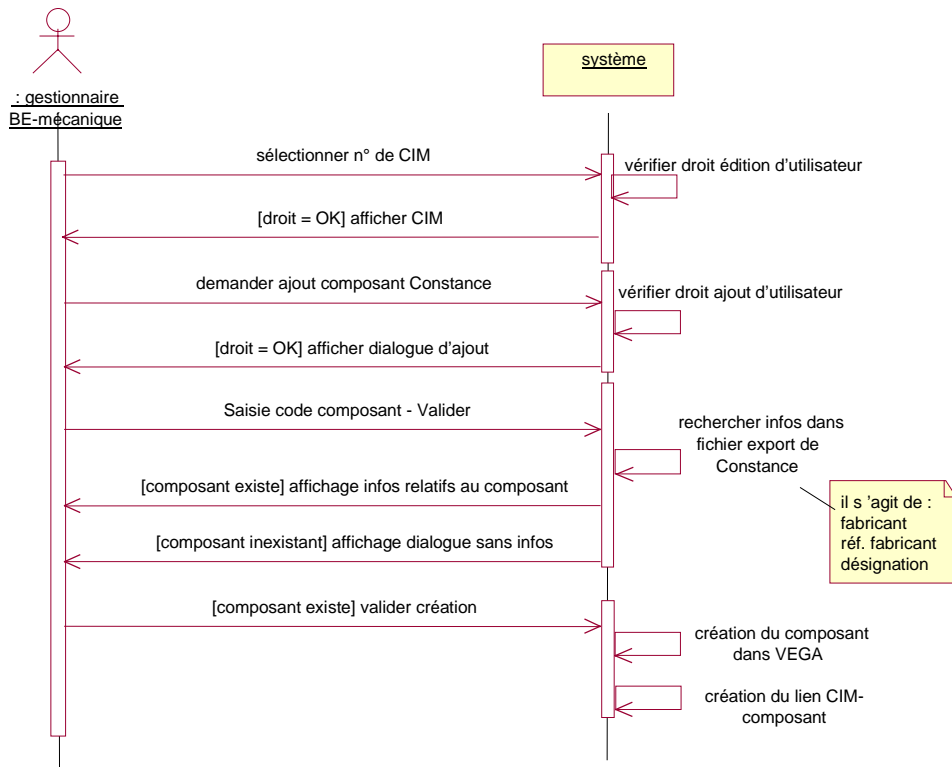 système
: gestionnaire
BE-mécanique
sélectionner n° de CIM
vérifier droit édition d'utilisateur
[droit = OK] afficher CIM
demander ajout composant Constance
vérifier droit ajout d'utilisateur
[droit = OK] afficher dialogue d'ajout
Saisie code composant - Valider
rechercher infos dans
fichier export de
Constance
[composant existe] affichage infos relatifs au composant
il s 'agit de :
fabricant
réf. fabricant
désignation
[composant inexistant] affichage dialogue sans infos
[composant existe] valider création
création du composant
dans VEGA
création du lien CIM-
composant